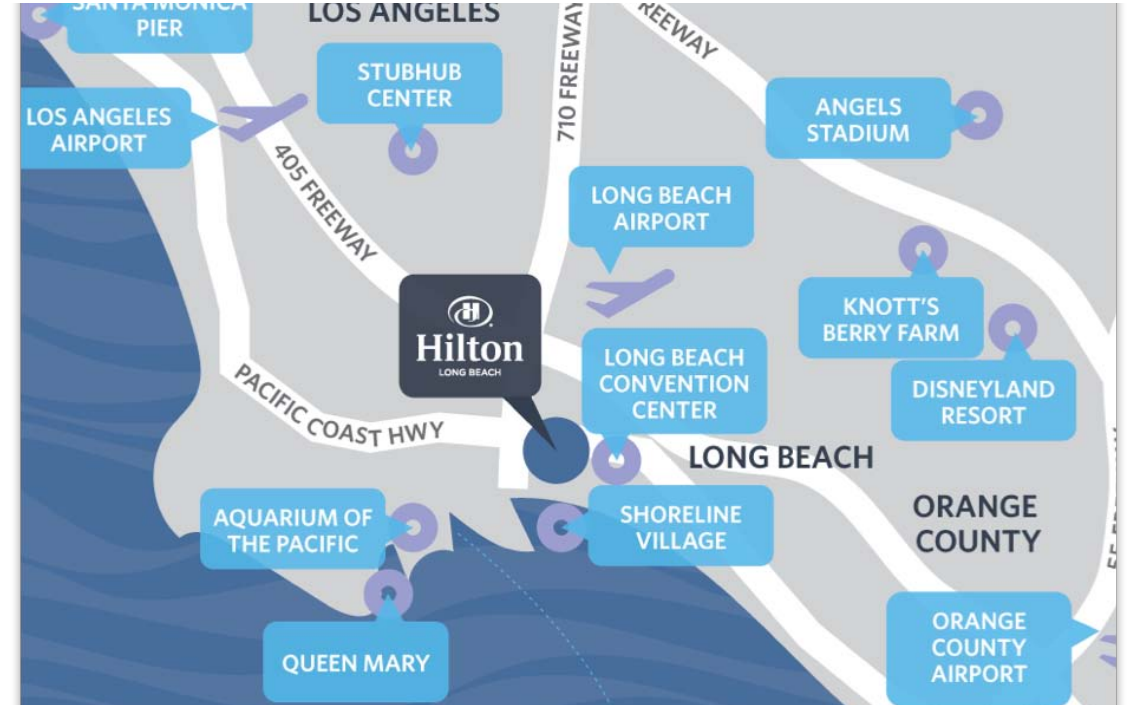 SANTA MONICA
PIER
LOS ANGELES
STUBHUB
CENTER
LOS ANGELES
AIRPORT
405 FREEWAY
710 FREEWAY
FREEWAY
ANGELS
STADIUM
LONG BEACH
AIRPORT
KNOTT'S
BERRY FARM
DISNEYLAND
RESORT
H
Hilton
LONG BEACH
LONG BEACH
CONVENTION
CENTER
PACIFIC COAST HWY
LONG BEACH
AQUARIUM OF
THE PACIFIC
SHORELINE
VILLAGE
ORANGE
COUNTY
QUEEN MARY
ORANGE
COUNTY
AIRPORT